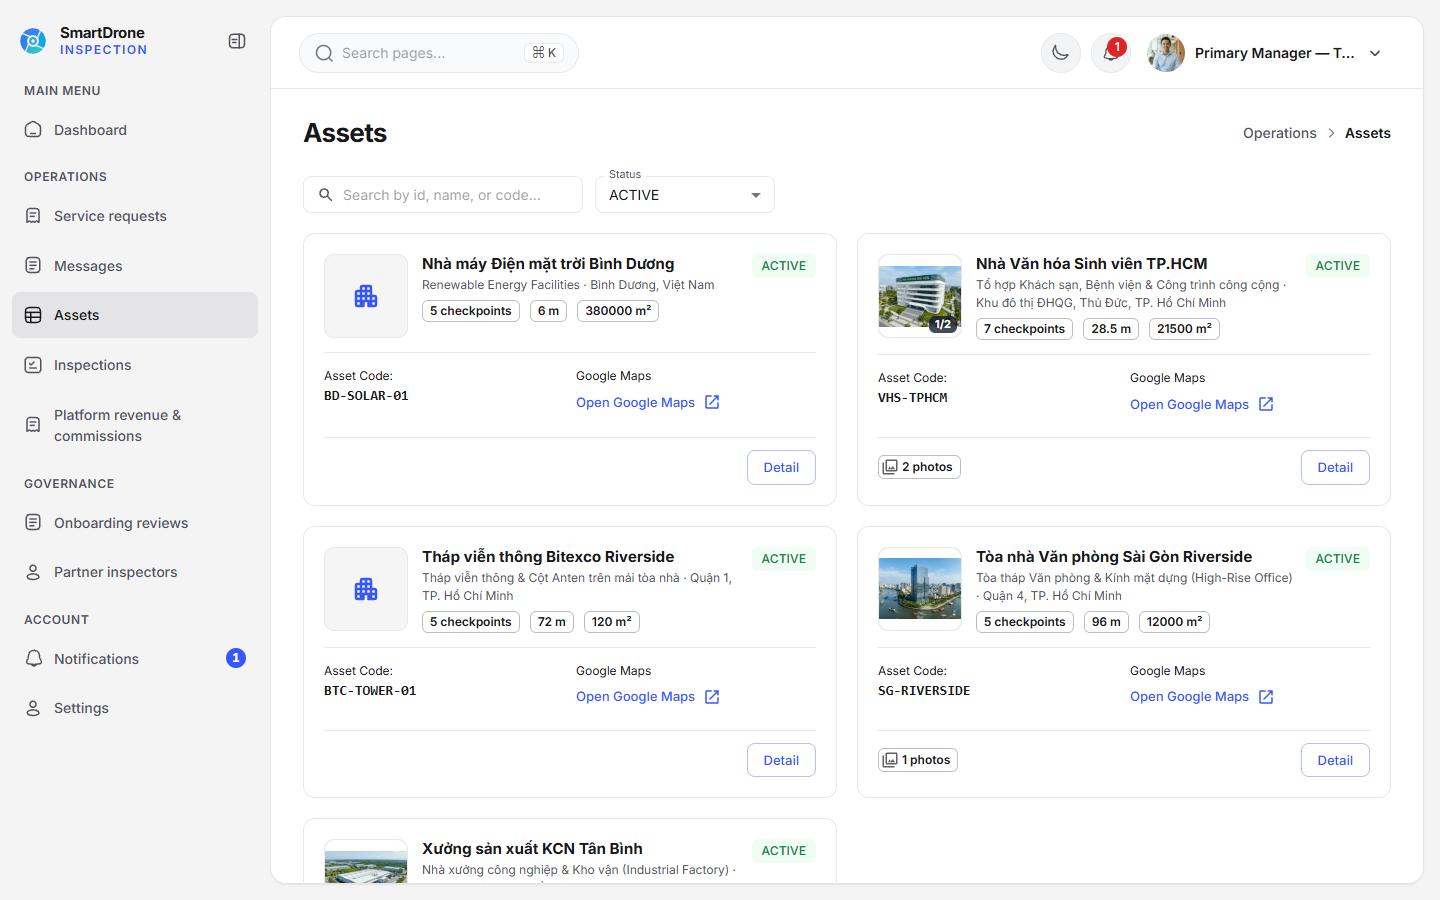 SmartDrone
INSPECTION
Search pages...
⌘ K
1
Primary Manager — T...
MAIN MENU
Dashboard
OPERATIONS
Service requests
Messages
Assets
Inspections
Platform revenue &
commissions
GOVERNANCE
Onboarding reviews
Partner inspectors
ACCOUNT
Notifications
1
Settings
Assets
Operations
Assets
Search by id, name, or code...
Status
ACTIVE
Nhà máy Điện mặt trời Bình Dương
ACTIVE
Renewable Energy Facilities · Bình Dương, Việt Nam
5 checkpoints
6 m
380000 m²
Asset Code:
BD-SOLAR-01
Google Maps
Open Google Maps
Detail
1/2
Nhà Văn hóa Sinh viên TP.HCM
ACTIVE
Tổ hợp Khách sạn, Bệnh viện & Công trình công cộng ·
Khu đô thị ĐHQG, Thủ Đức, TP. Hồ Chí Minh
7 checkpoints
28.5 m
21500 m²
Asset Code:
VHS-TPHCM
Google Maps
Open Google Maps
2 photos
Detail
Tháp viễn thông Bitexco Riverside
ACTIVE
Tháp viễn thông & Cột Anten trên mái tòa nhà · Quận 1,
TP. Hồ Chí Minh
5 checkpoints
72 m
120 m²
Asset Code:
BTC-TOWER-01
Google Maps
Open Google Maps
Detail
Tòa nhà Văn phòng Sài Gòn Riverside
ACTIVE
Tòa tháp Văn phòng & Kính mặt dựng (High-Rise Office)
· Quận 4, TP. Hồ Chí Minh
5 checkpoints
96 m
12000 m²
Asset Code:
SG-RIVERSIDE
Google Maps
Open Google Maps
1 photos
Detail
Xưởng sản xuất KCN Tân Bình
ACTIVE
Nhà xưởng công nghiệp & Kho vận (Industrial Factory) ·